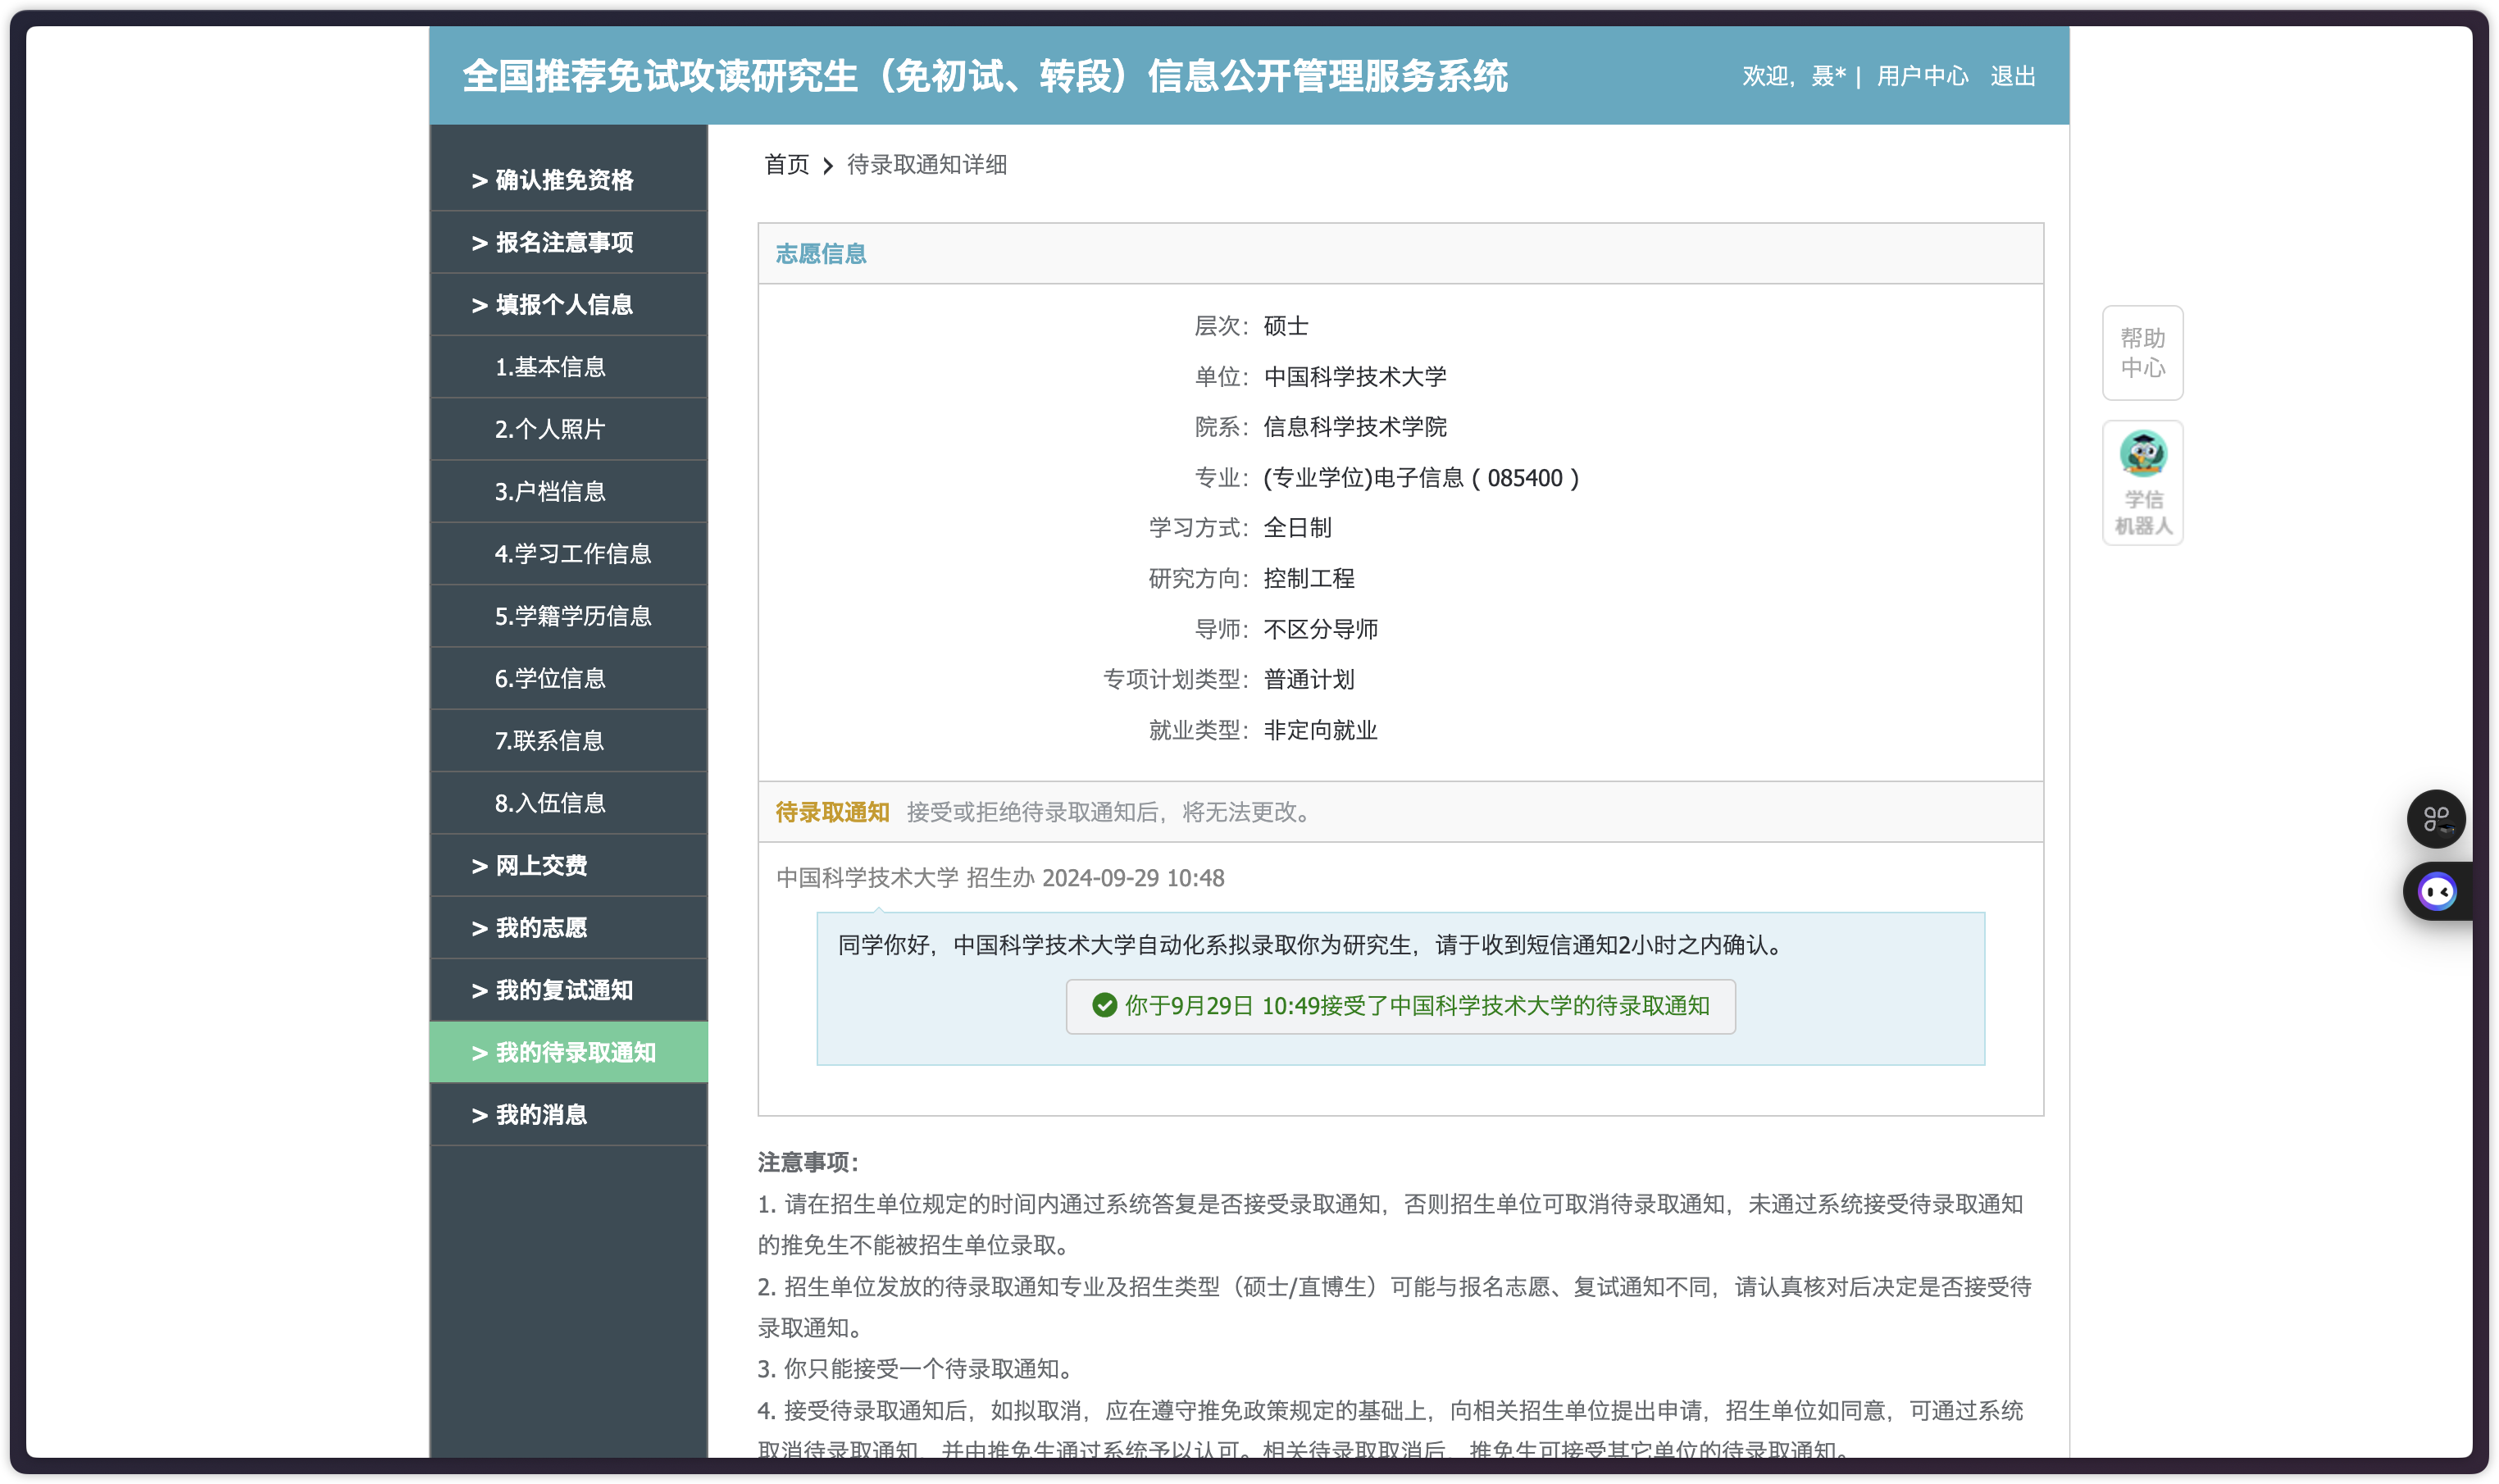 全国推荐免试攻读研究生（免初试、转段）信息公开管理服务系统
欢迎，聂* | 用户中心 退出
> 确认推免资格
> 报名注意事项
> 填报个人信息
1.基本信息
2.个人照片
3.户档信息
4.学习工作信息
5.学籍学历信息
6.学位信息
7.联系信息
8.入伍信息
> 网上交费
> 我的志愿
> 我的复试通知
> 我的待录取通知
> 我的消息
首页 > 待录取通知详细
志愿信息
层次： 硕士
单位： 中国科学技术大学
院系： 信息科学技术学院
专业： (专业学位)电子信息 ( 085400 )
学习方式： 全日制
研究方向： 控制工程
导师： 不区分导师
专项计划类型： 普通计划
就业类型： 非定向就业
待录取通知 接受或拒绝待录取通知后，将无法更改。
中国科学技术大学 招生办 2024-09-29 10:48
同学你好，中国科学技术大学自动化系拟录取你为研究生，请于收到短信通知2小时之内确认。
你于9月29日 10:49接受了中国科学技术大学的待录取通知
注意事项：
1. 请在招生单位规定的时间内通过系统答复是否接受录取通知，否则招生单位可取消待录取通知，未通过系统接受待录取通知
的推免生不能被招生单位录取。
2. 招生单位发放的待录取通知专业及招生类型（硕士/直博生）可能与报名志愿、复试通知不同，请认真核对后决定是否接受待
录取通知。
3. 你只能接受一个待录取通知。
4. 接受待录取通知后，如拟取消，应在遵守推免政策规定的基础上，向相关招生单位提出申请，招生单位如同意，可通过系统
取消待录取通知，并由推免生通过系统予以认可。相关待录取取消后，推免生可接受其它单位的待录取通知。
帮助
中心
学信
机器人